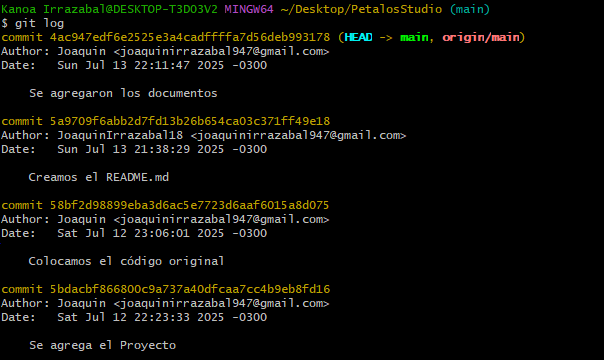 Kanoa Irrazabal@DESKTOP-T3DO3V2 MINGW64 ~/Desktop/PetalosStudio (main)
$ git log
commit 4ac947edf6e2525e3a4cadffffa7d56deb993178 (HEAD -> main, origin/main)
Author: Joaquin <joaquinirrazabal947@gmail.com>
Date:   Sun Jul 13 22:11:47 2025 -0300
Se agregaron los documentos
commit 5a9709f6abb2d7fd13b26b654ca03c371ff49e18
Author: JoaquinIrrazabal18 <joaquinirrazabal947@gmail.com>
Date:   Sun Jul 13 21:38:29 2025 -0300
Creamos el README.md
commit 58bf2d98899eba3d6ac5e7723d6aaf6015a8d075
Author: Joaquin <joaquinirrazabal947@gmail.com>
Date:   Sat Jul 12 23:06:01 2025 -0300
Colocamos el código original
commit 5bdacbf866800c9a737a40dfcaa7cc4b9eb8fd16
Author: Joaquin <joaquinirrazabal947@gmail.com>
Date:   Sat Jul 12 22:23:33 2025 -0300
Se agrega el Proyecto